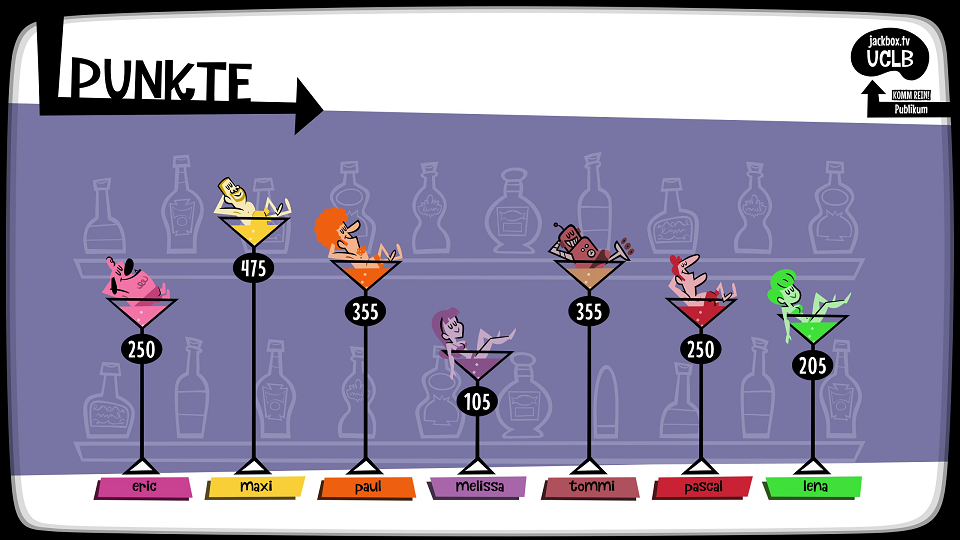 PUNKTE
jackbox.tv
UCLB
KOMM REIN!
Publikum
475
355
355
250
250
205
105
eric
maxi
paul
melissa
tommi
pascal
lena